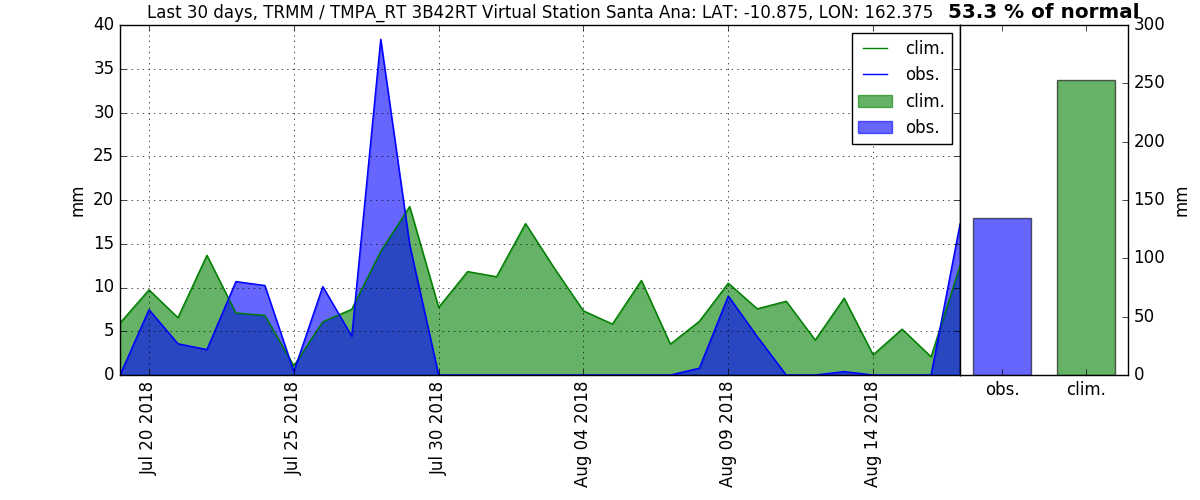 Last 30 days, TRMM / TMPA_RT 3B42RT Virtual Station Santa Ana: LAT: -10.875, LON: 162.375
53.3 % of normal
clim.
obs.
clim.
obs.
mm
40
35
30
25
20
15
10
5
0
Jul 20 2018
Jul 25 2018
Jul 30 2018
Aug 04 2018
Aug 09 2018
Aug 14 2018
obs.
clim.
300
250
200
150
100
50
0
mm